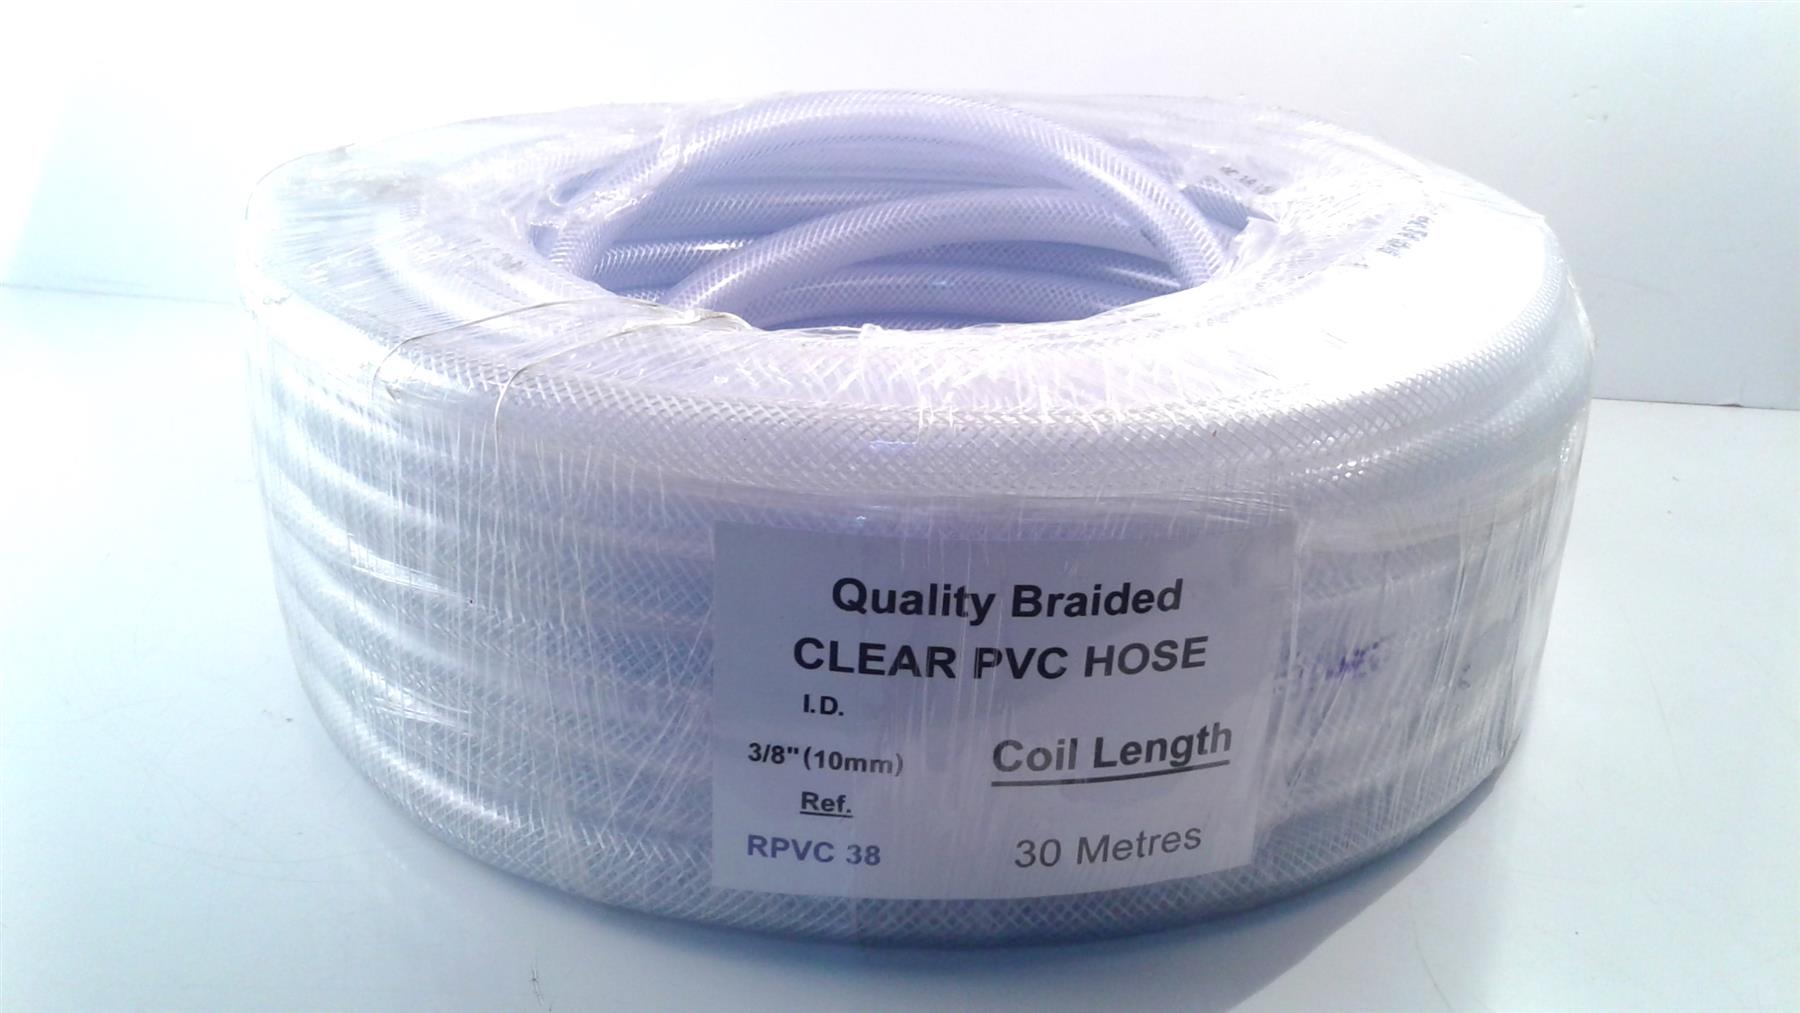 Quality Braided
CLEAR PVC HOSE
I.D.
3/8" (10mm)
Ref.
RPVC 38
Coil Length
30 Metres